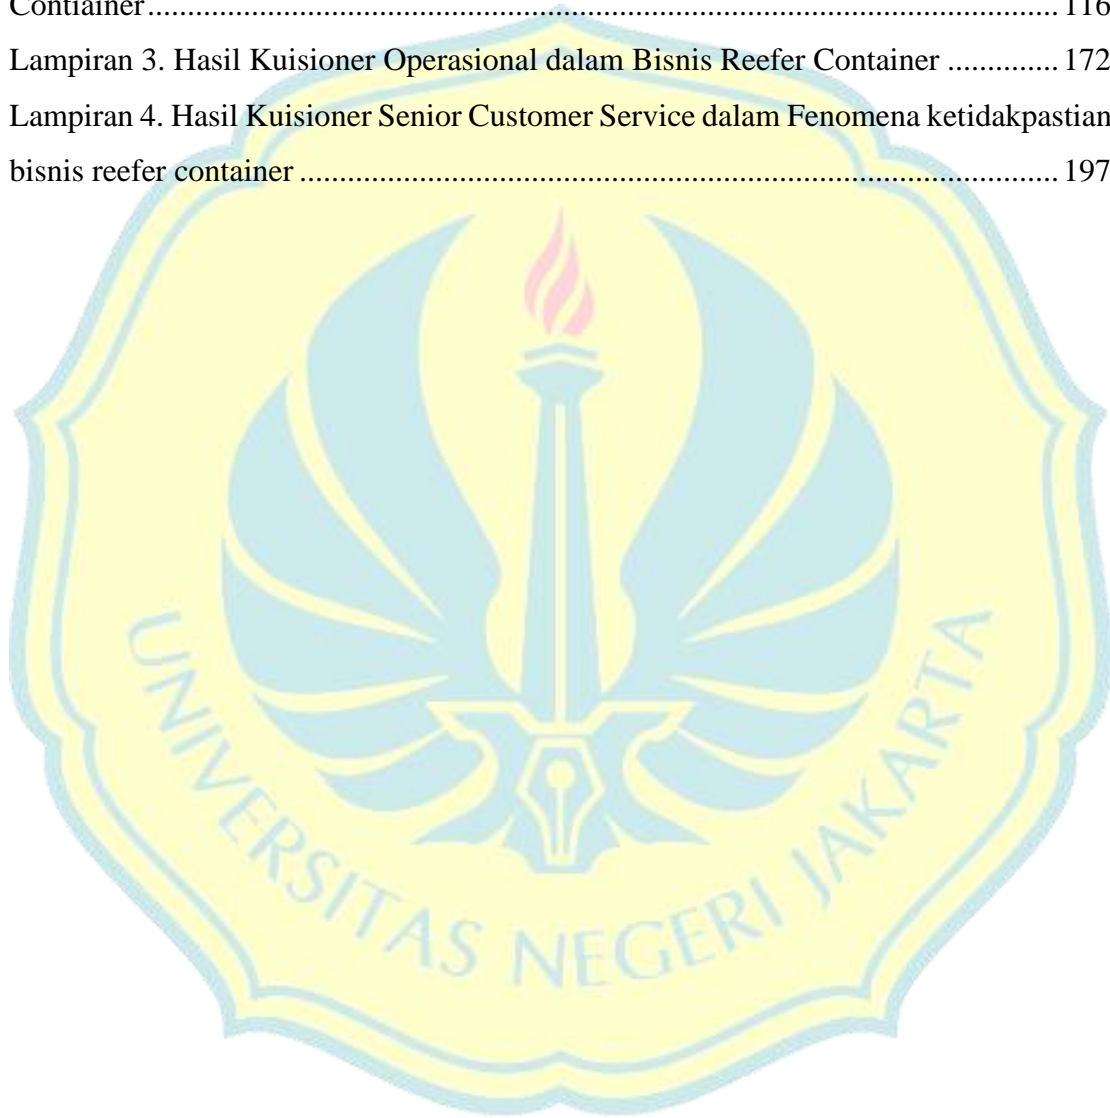 Contiainer.................................................................................................................. 116
Lampiran 3. Hasil Kuisioner Operasional dalam Bisnis Reefer Container .............. 172
Lampiran 4. Hasil Kuisioner Senior Customer Service dalam Fenomena ketidakpastian
bisnis reefer container ............................................................................................... 197
UNIVERSITAS NEGERI JAKARTA